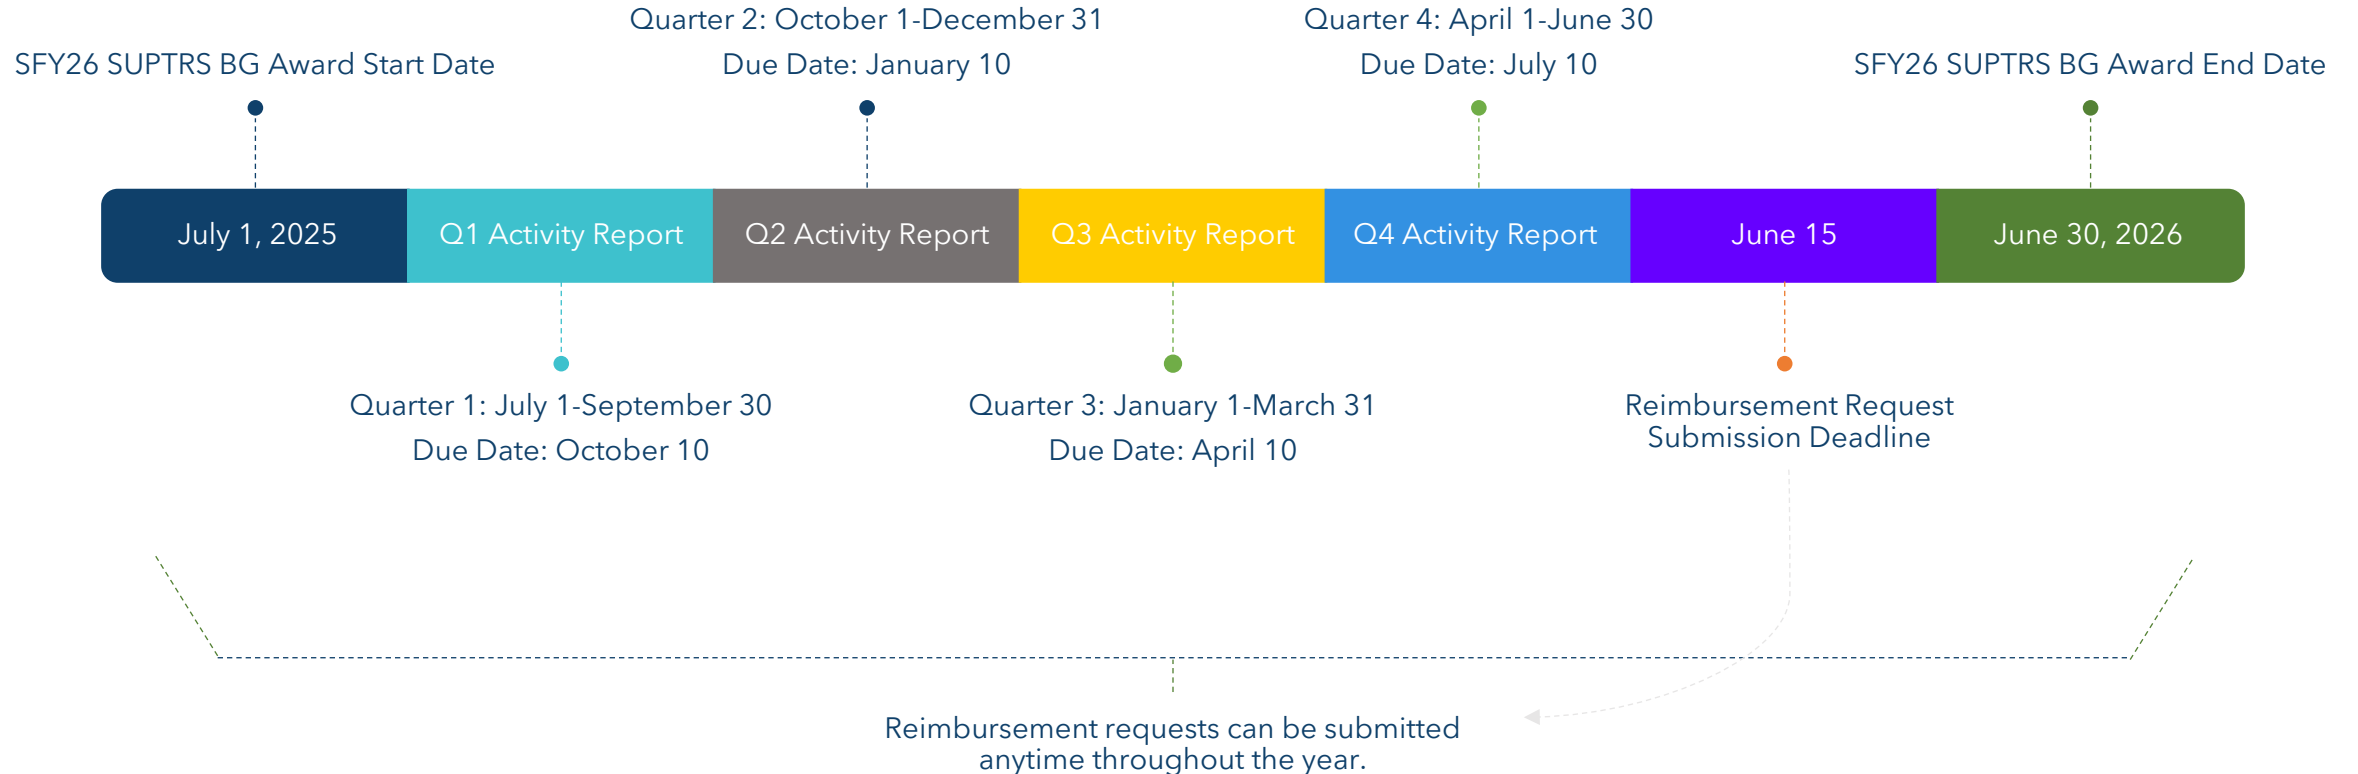 Quarter 2: October 1-December 31
Quarter 4: April 1-June 30
SFY26 SUPTRS BG Award Start Date
Due Date: January 10
Due Date: July 10
SFY26 SUPTRS BG Award End Date
July 1, 2025
Q1 Activity Report
Q2 Activity Report
Q3 Activity Report
Q4 Activity Report
June 15
June 30, 2026
Quarter 1: July 1-September 30
Due Date: October 10
Quarter 3: January 1-March 31
Due Date: April 10
Reimbursement Request
Submission Deadline
Reimbursement requests can be submitted
anytime throughout the year.